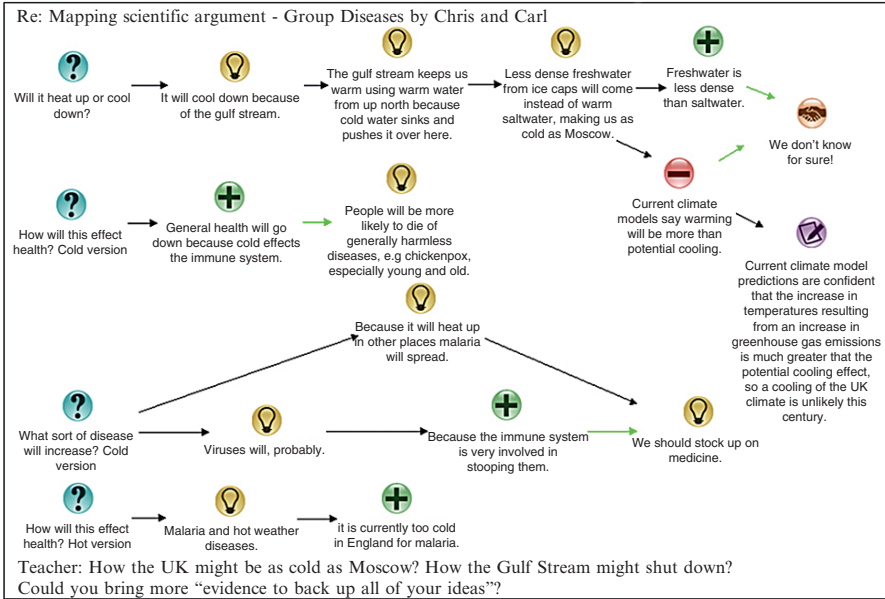 Re: Mapping scientific argument - Group Diseases by Chris and Carl
Will it heat up or cool
down?
It will cool down because
of the gulf stream.
The gulf stream keeps us
warm using warm water
from up north because
cold water sinks and
pushes it over here.
Less dense freshwater
from ice caps will come
instead of warm
saltwater, making us as
cold as Moscow.
Freshwater is
less dense
than saltwater.
We don't know
for sure!
Current climate
models say warming
will be more than
potential cooling.
Current climate model
predictions are confident
that the increase in
temperatures resulting
from an increase in
greenhouse gas emissions
is much greater that the
potential cooling effect,
so a cooling of the UK
climate is unlikely this
century.
How will this effect
health? Cold version
General health will go
down because cold effects
the immune system.
People will be more
likely to die of
generally harmless
diseases, e.g chickenpox,
especially young and old.
Because it will heat up
in other places malaria
will spread.
What sort of disease
will increase? Cold
version
Viruses will, probably.
Because the immune system
is very involved in
stooping them.
We should stock up on
medicine.
How will this effect
health? Hot version
Malaria and hot weather
diseases.
it is currently too cold
in England for malaria.
Teacher: How the UK might be as cold as Moscow? How the Gulf Stream might shut down?
Could you bring more “evidence to back up all of your ideas”?